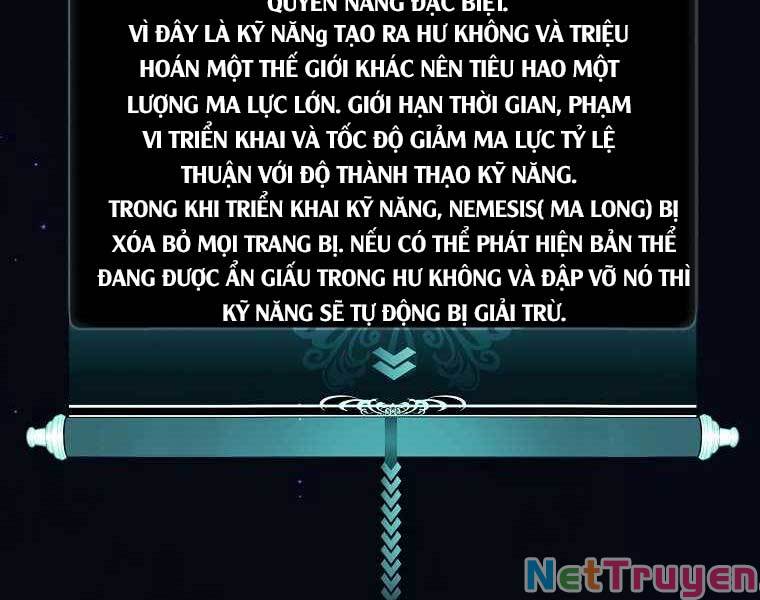 QUYỀN NĂNG ĐẶC BIỆT.
VÌ ĐÂY LÀ KỸ NĂNg TẠO RA HƯ KHÔNG VÀ TRIỆU
HOÁN MỘT THẾ GIỚI KHÁC NÊN TIÊU HAO MỘT
LƯỢNG MA LỰC LỚN. GIỚI HẠN THỜI GIAN, PHẠM
VI TRIỂN KHAI VÀ TỐC ĐỘ GIẢM MA LỰC TỶ LỆ
THUẬN VỚI ĐỘ THÀNH THẠO KỸ NĂNG.
TRONG KHI TRIỂN KHAI KỸ NĂNG, NEMESIS( MA LONG) BỊ
XÓA BỎ MỌI TRANG BỊ. NẾU CÓ THỂ PHÁT HIỆN BẢN THỂ
ĐANG ĐƯỢC ẨN GIẤU TRONG HƯ KHÔNG VÀ ĐẬP VỠ NÓ THÌ
KỸ NĂNG SẼ TỰ ĐỘNG BỊ GIẢI TRỪ.
NetTruyen